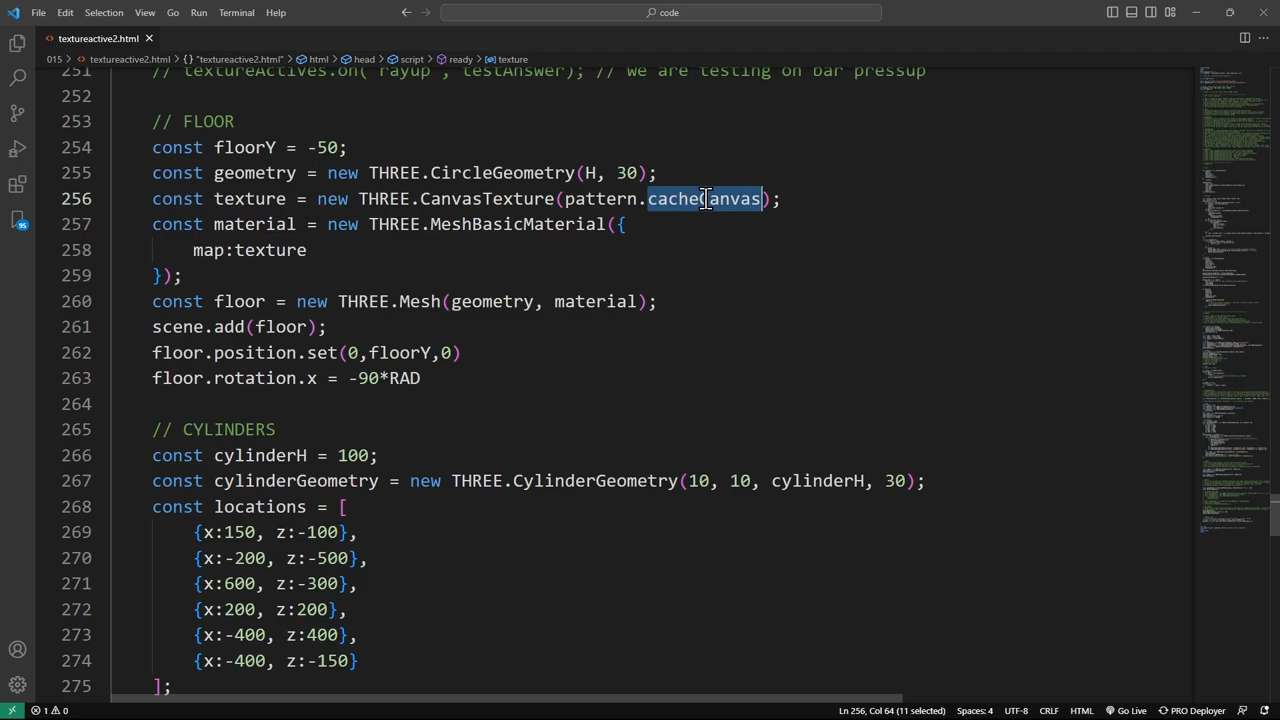 File Edit Selection View Go Run Terminal Help
code
textureactive2.html
015 > textureactive2.html > "textureactive2.html" > html > head > script > ready > texture
251 // textureActives.on("rayup", testAnswer); // we are testing on bar pressup
252
253 // FLOOR
254 const floorY = -50;
255 const geometry = new THREE.CircleGeometry(H, 30);
256 const texture = new THREE.CanvasTexture(pattern.cacheCanvas);
257 const material = new THREE.MeshBasicMaterial({
258 map:texture
259 });
260 const floor = new THREE.Mesh(geometry, material);
261 scene.add(floor);
262 floor.position.set(0,floorY,0)
263 floor.rotation.x = -90*RAD
264
265 // CYLINDERS
266 const cylinderH = 100;
267 const cylinderGeometry = new THREE.CylinderGeometry(10, 10, cylinderH, 30);
268 const locations = [
269 {x:150, z:-100},
270 {x:-200, z:-500},
271 {x:600, z:-300},
272 {x:200, z:200},
273 {x:-400, z:400},
274 {x:-400, z:-150}
275 ];
95
1 0 Ln 256, Col 64 (11 selected) Spaces: 4 UTF-8 CRLF HTML Go Live PRO Deployer